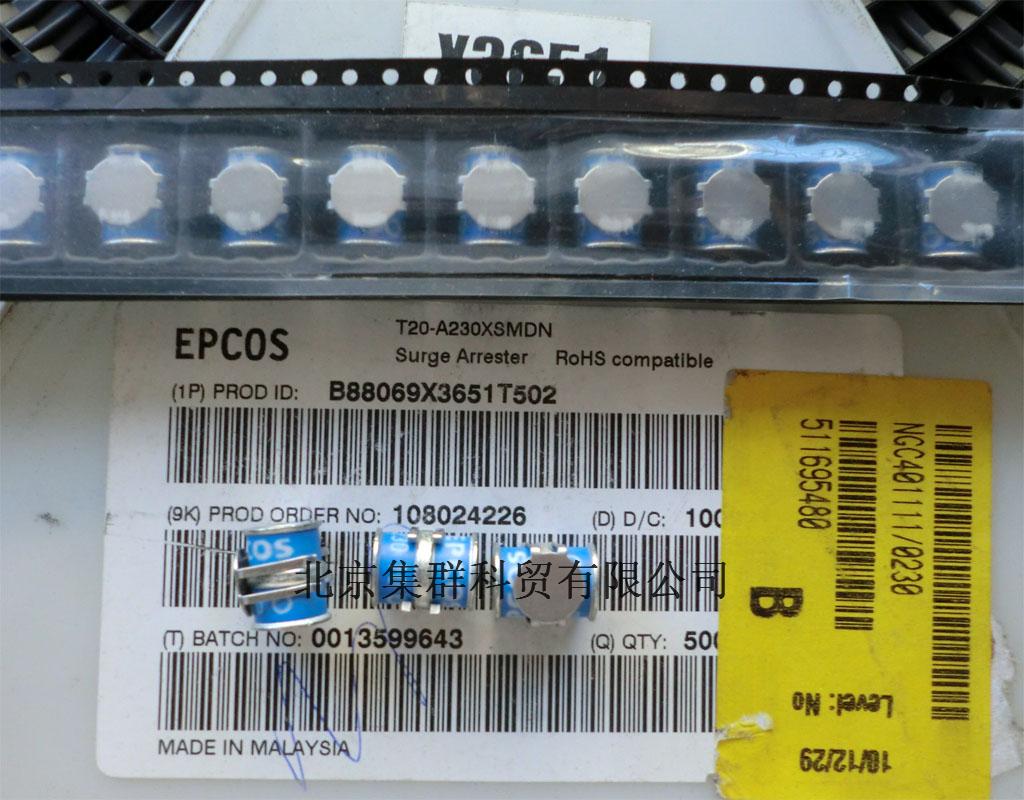 X3651
EPCOS
T20-A230XSMDN
Surge Arrester RoHS compatible
(1P) PROD ID: B88069X3651T502
(9K) PROD ORDER NO: 108024226 (D) D/C: 100
北京集群科贸有限公司
(T) BATCH NO: 0013599643 (Q) QTY: 500
MADE IN MALAYSIA
NGC401111/0230
511695480
B
Level: No
10/12/29